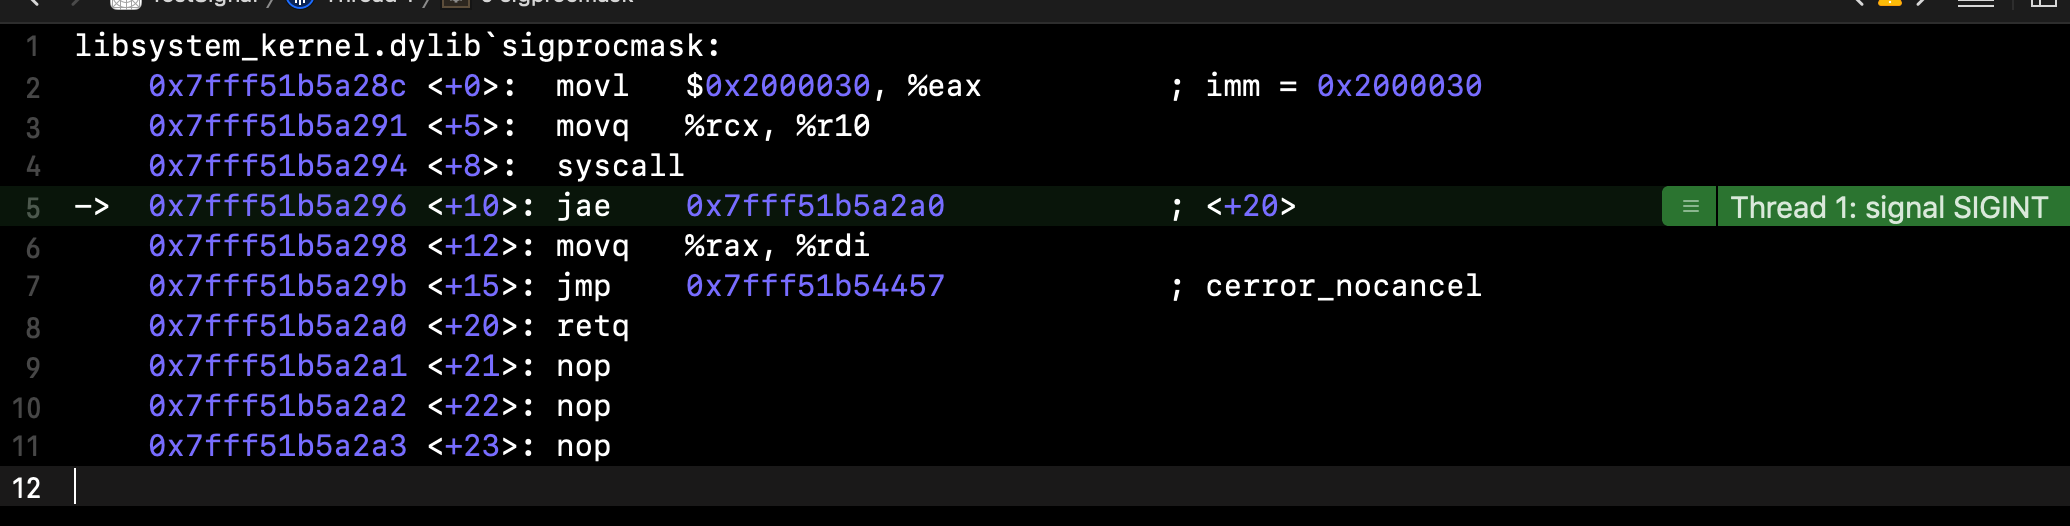 1 libsystem_kernel.dylib`sigprocmask:
2 0x7fff51b5a28c <+0>: movl $0x2000030, %eax ; imm = 0x2000030
3 0x7fff51b5a291 <+5>: movq %rcx, %r10
4 0x7fff51b5a294 <+8>: syscall
5 -> 0x7fff51b5a296 <+10>: jae 0x7fff51b5a2a0 ; <+20> Thread 1: signal SIGINT
6 0x7fff51b5a298 <+12>: movq %rax, %rdi
7 0x7fff51b5a29b <+15>: jmp 0x7fff51b54457 ; cerror_nocancel
8 0x7fff51b5a2a0 <+20>: retq
9 0x7fff51b5a2a1 <+21>: nop
10 0x7fff51b5a2a2 <+22>: nop
11 0x7fff51b5a2a3 <+23>: nop
12